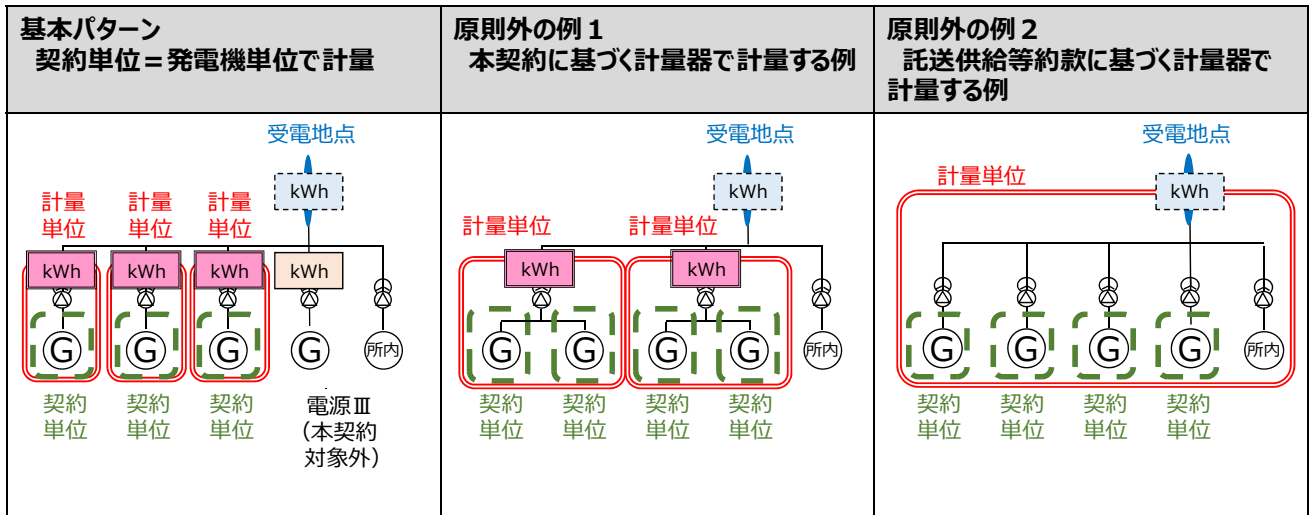 基本パターン
契約単位＝発電機単位で計量
受電地点
kWh
計量
単位
計量
単位
計量
単位
kWh
kWh
kWh
kWh
G
G
G
G
所内
契約
単位
契約
単位
契約
単位
電源Ⅲ
（本契約
対象外）
原則外の例１
本契約に基づく計量器で計量する例
受電地点
kWh
計量単位
計量単位
kWh
kWh
G
G
G
G
所内
契約
単位
契約
単位
契約
単位
契約
単位
原則外の例２
託送供給等約款に基づく計量器で
計量する例
受電地点
計量単位
kWh
G
G
G
G
所内
契約
単位
契約
単位
契約
単位
契約
単位